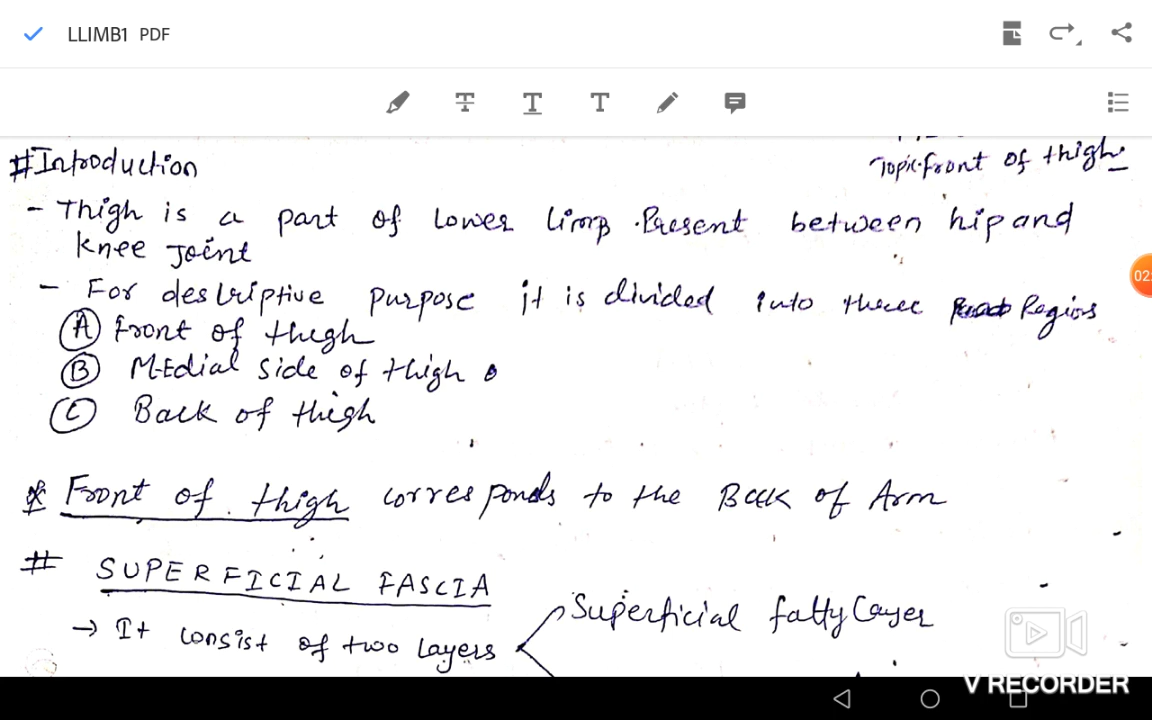 LLIMB1 PDF
#Introduction
Topic-front of thigh
- Thigh is a part of Lower limb. Present between hip and
knee Joint
- For descriptive purpose it is divided into three Regions
(A) Front of thigh
(B) Medial Side of thigh
(C) Back of thigh
* Front of thigh corresponds to the Back of Arm
# SUPERFICIAL FASCIA
→ It consist of two layers
Superficial fatty layer
02:
V RECORDER